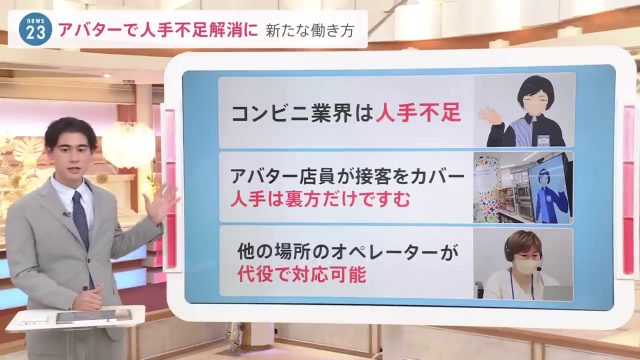 news
23
アバターで人手不足解消に 新たな働き方
コンビニ業界は人手不足
アバター店員が接客をカバー
人手は裏方だけですむ
他の場所のオペレーターが
代役で対応可能